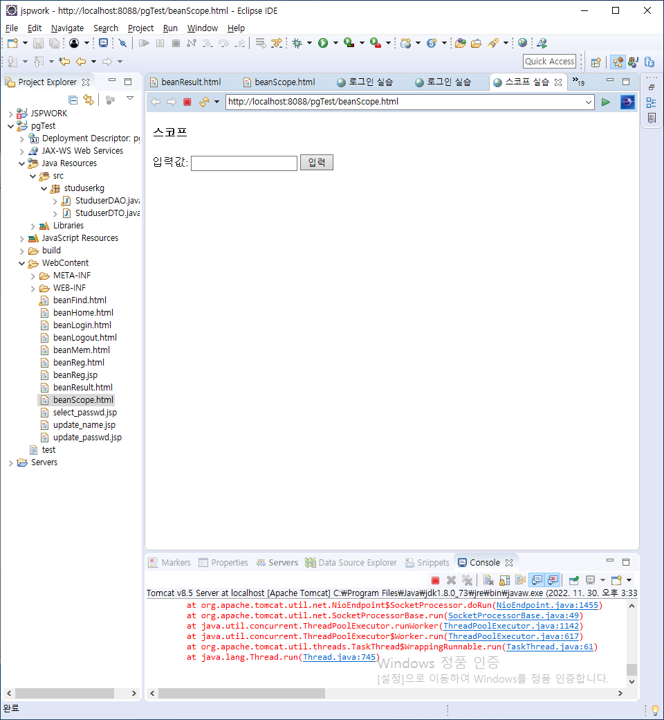 jspwork - http://localhost:8088/pgTest/beanScope.html - Eclipse IDE
File Edit Navigate Search Project Run Window Help
Quick Access
Project Explorer
JSPWORK
pgTest
Deployment Descriptor: pg
JAX-WS Web Services
Java Resources
src
studuserkg
StuduserDAO.java
StuduserDTO.java
Libraries
JavaScript Resources
build
WebContent
META-INF
WEB-INF
beanFind.html
beanHome.html
beanLogin.html
beanLogout.html
beanMem.html
beanReg.html
beanReg.jsp
beanResult.html
beanScope.html
select_passwd.jsp
update_name.jsp
update_passwd.jsp
test
Servers
beanResult.html beanScope.html 로그인 실습 로그인 실습 스코프 실습 »19
http://localhost:8088/pgTest/beanScope.html
스코프
입력값: 입력
Markers Properties Servers Data Source Explorer Snippets Console
Tomcat v8.5 Server at localhost [Apache Tomcat] C:₩Program Files₩Java₩jdk1.8.0_73₩jre₩bin₩javaw.exe (2022. 11. 30. 오후 3:33
at org.apache.tomcat.util.net.NioEndpoint$SocketProcessor.doRun(NioEndpoint.java:1455)
at org.apache.tomcat.util.net.SocketProcessorBase.run(SocketProcessorBase.java:49)
at java.util.concurrent.ThreadPoolExecutor.runWorker(ThreadPoolExecutor.java:1142)
at java.util.concurrent.ThreadPoolExecutor$Worker.run(ThreadPoolExecutor.java:617)
at org.apache.tomcat.util.threads.TaskThread$WrappingRunnable.run(TaskThread.java:61)
at java.lang.Thread.run(Thread.java:745)
Windows 정품 인증
[설정]으로 이동하여 Windows를 정품 인증합니다.
완료